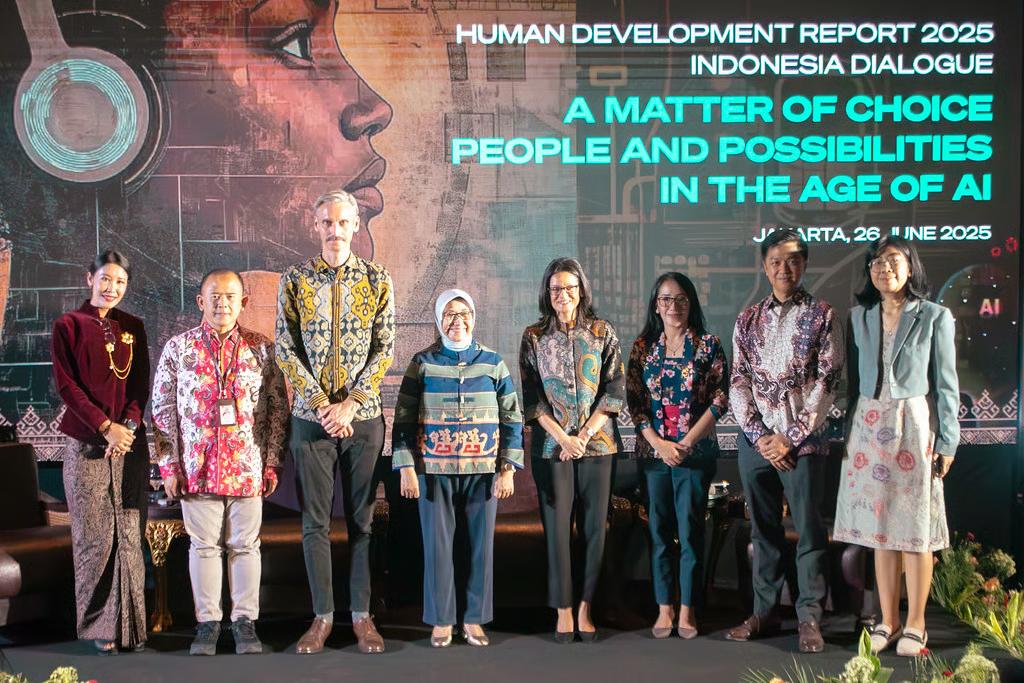 HUMAN DEVELOPMENT REPORT 2025
INDONESIA DIALOGUE
A MATTER OF CHOICE
PEOPLE AND POSSIBILITIES
IN THE AGE OF AI
JAKARTA, 26 JUNE 2025
AI